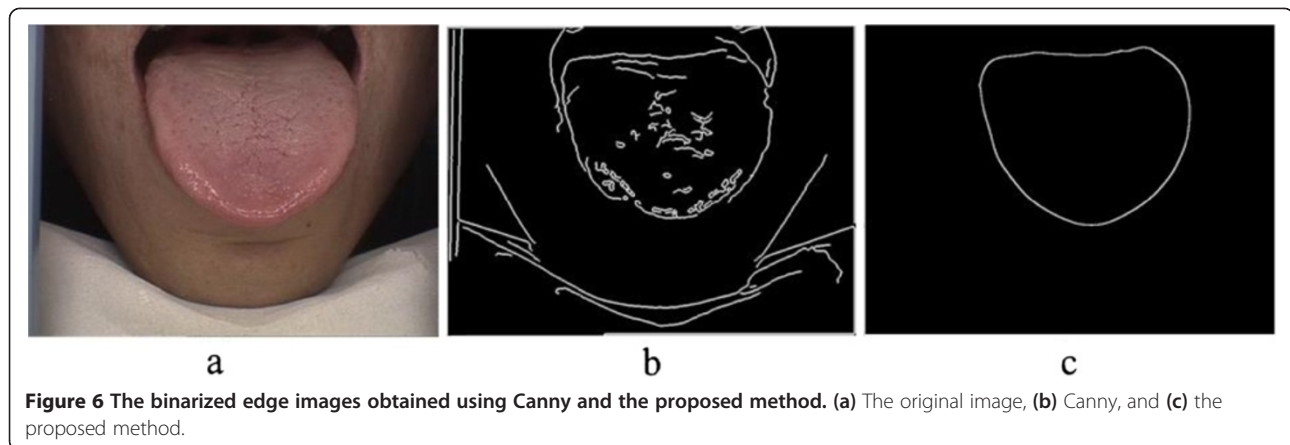 a b c
Figure 6 The binarized edge images obtained using Canny and the proposed method. (a) The original image, (b) Canny, and (c) the
proposed method.